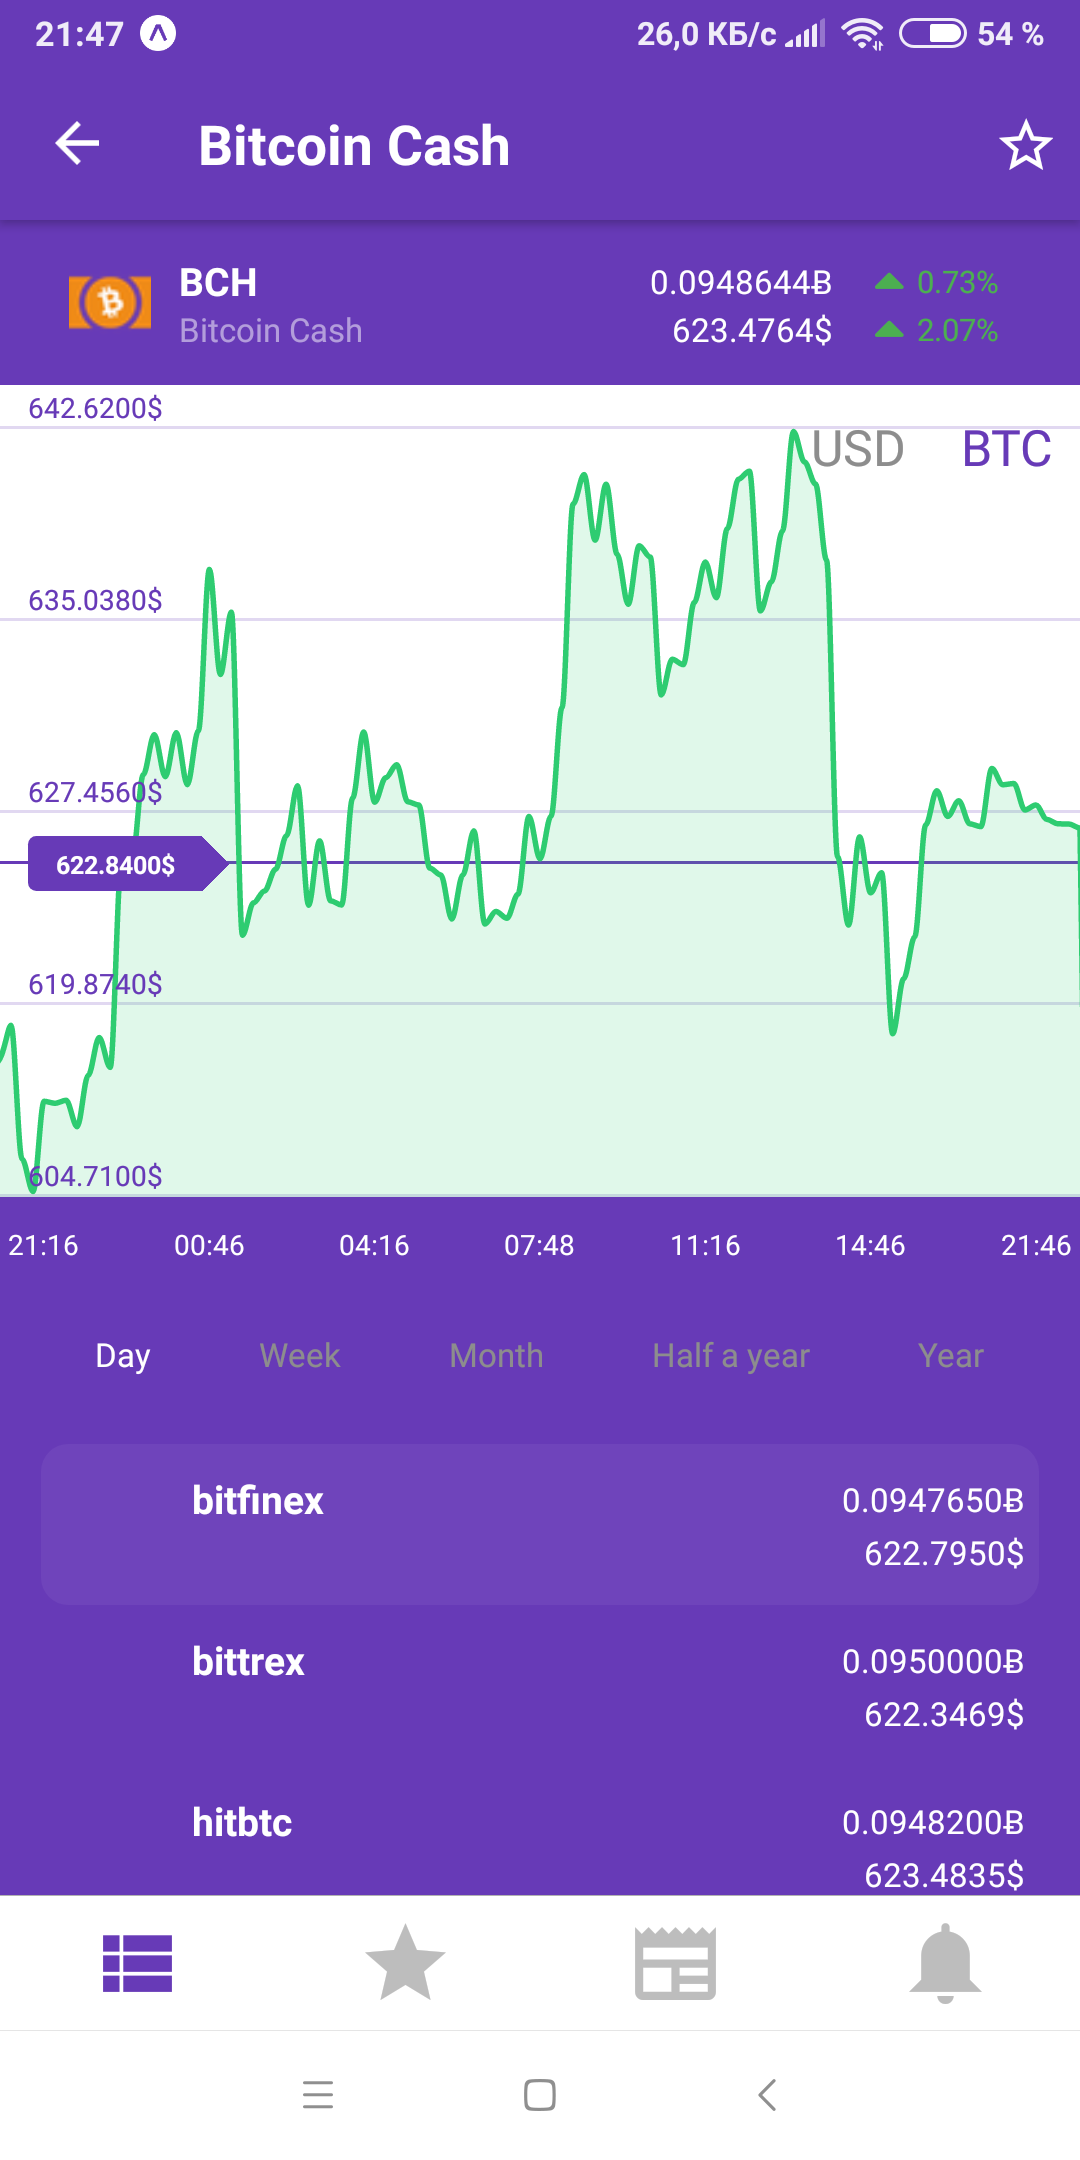 21:47 26,0 КБ/с 54 %
Bitcoin Cash
BCH 0.0948644Ƀ 0.73%
Bitcoin Cash 623.4764$ 2.07%
642.6200$
USD BTC
635.0380$
627.4560$
622.8400$
619.8740$
604.7100$
21:16 00:46 04:16 07:48 11:16 14:46 21:46
Day Week Month Half a year Year
bitfinex 0.0947650Ƀ
622.7950$
bittrex 0.0950000Ƀ
622.3469$
hitbtc 0.0948200Ƀ
623.4835$